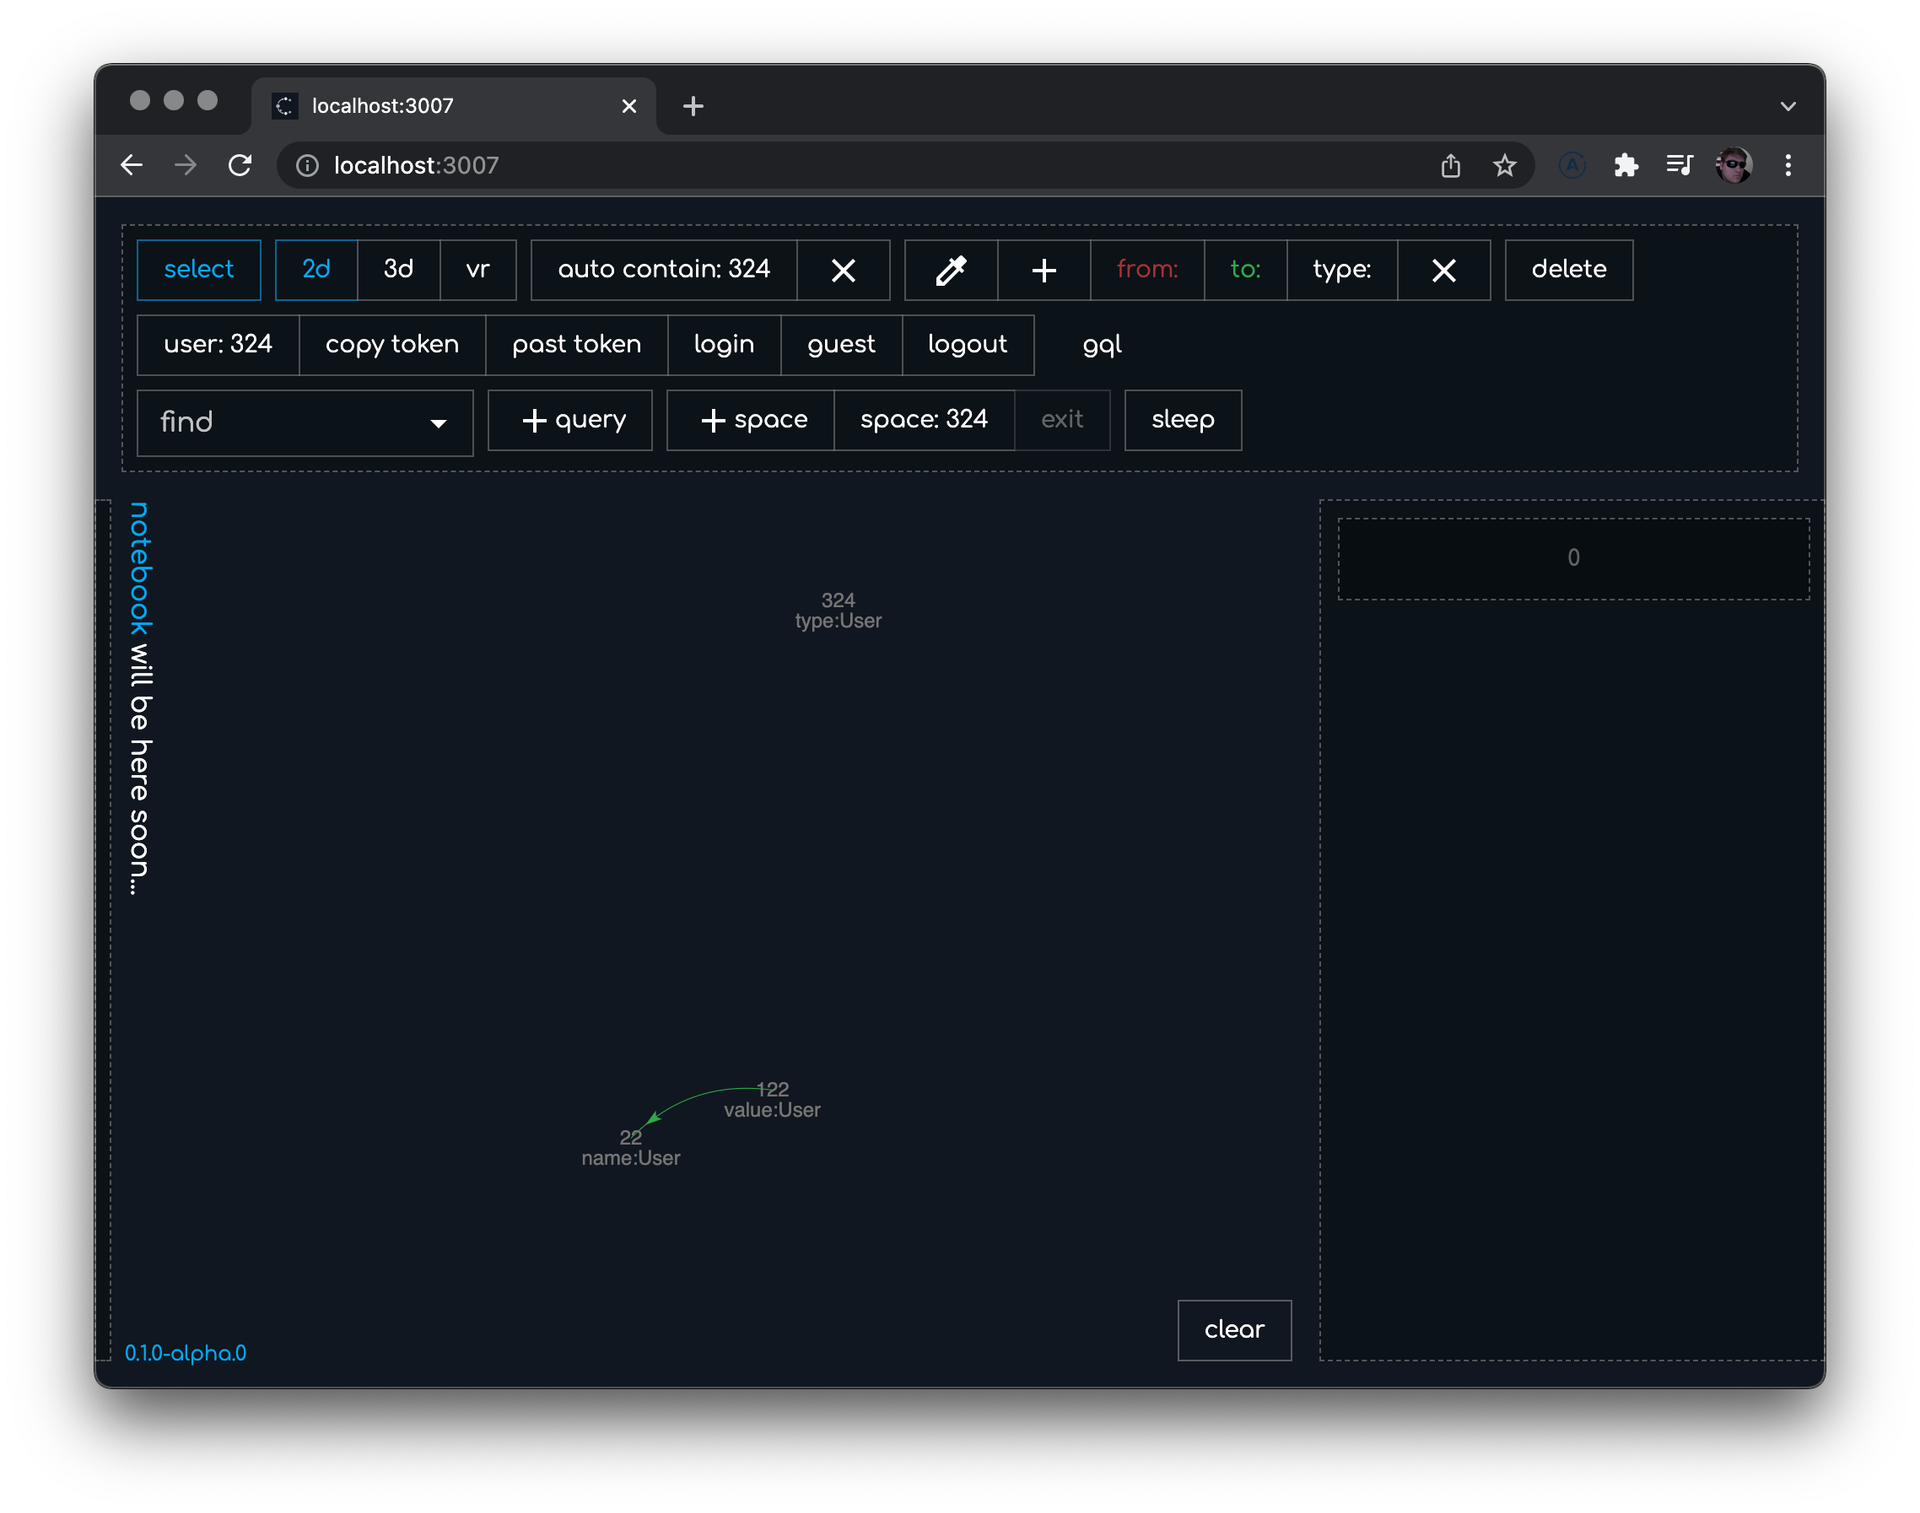 localhost:3007
localhost:3007
select 2d 3d vr auto contain: 324 from: to: type: delete
user: 324 copy token past token login guest logout gql
find query space space: 324 exit sleep
notebook will be here soon...
0
324
type:User
122
value:User
22
name:User
clear
0.1.0-alpha.0